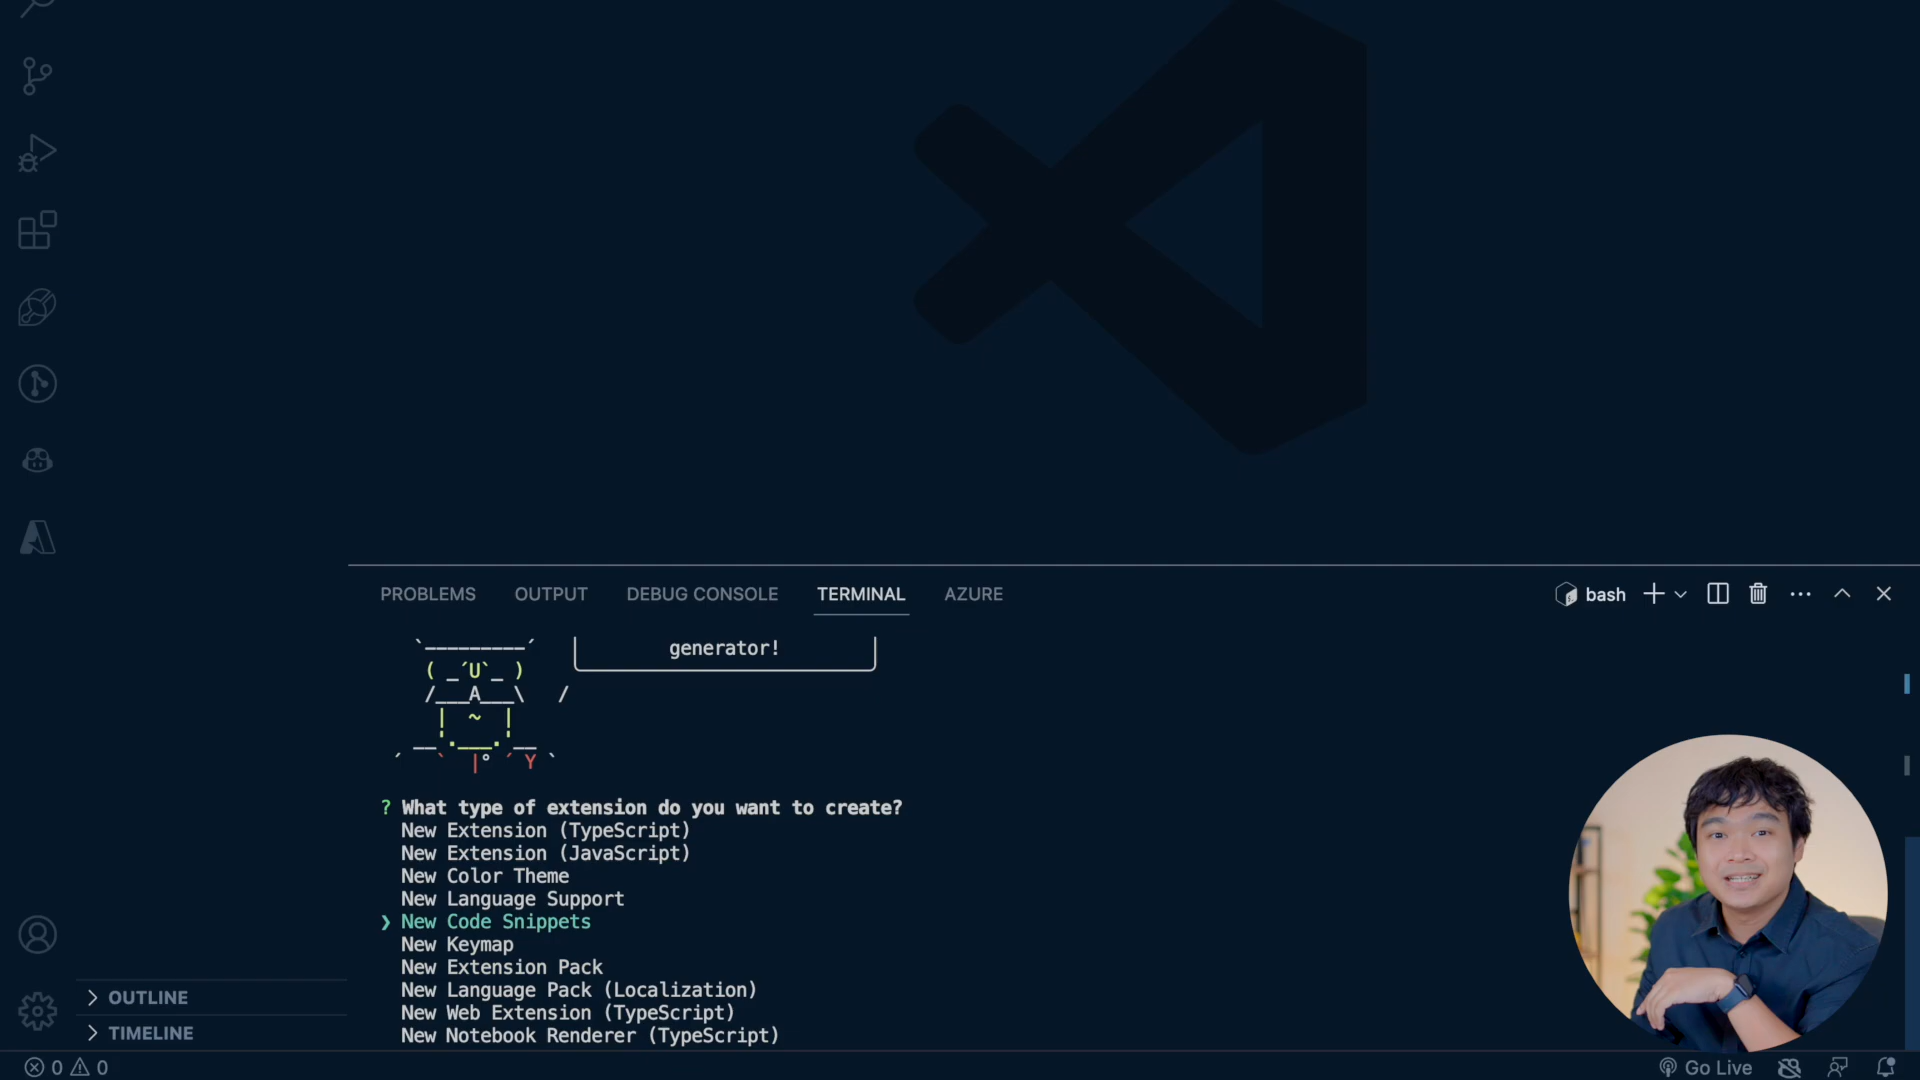 PROBLEMS OUTPUT DEBUG CONSOLE TERMINAL AZURE bash
generator!
? What type of extension do you want to create?
New Extension (TypeScript)
New Extension (JavaScript)
New Color Theme
New Language Support
❯ New Code Snippets
New Keymap
New Extension Pack
New Language Pack (Localization)
New Web Extension (TypeScript)
New Notebook Renderer (TypeScript)
OUTLINE
TIMELINE
0 0 Go Live